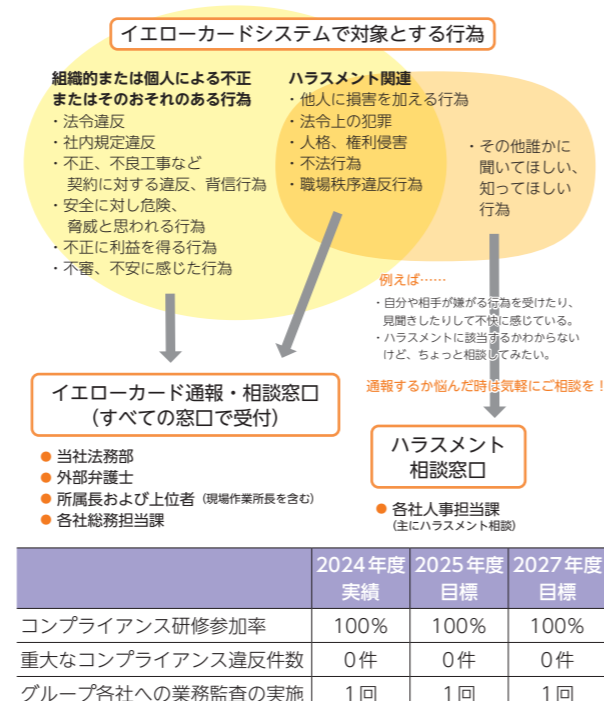 イエローカードシステムで対象とする行為
組織的または個人による不正
またはそのおそれのある行為
・法令違反
・社内規定違反
・不正、不良工事など
契約に対する違反、背信行為
・安全に対し危険、
脅威と思われる行為
・不正に利益を得る行為
・不審、不安に感じた行為
ハラスメント関連
・他人に損害を加える行為
・法令上の犯罪
・人格、権利侵害
・不法行為
・職場秩序違反行為
・その他誰かに
聞いてほしい、
知ってほしい
行為
例えば……
・自分や相手が嫌がる行為を受けたり、
見聞きしたりして不快に感じている。
・ハラスメントに該当するかわからない
けど、ちょっと相談してみたい。
通報するか悩んだ時は気軽にご相談を！
イエローカード通報・相談窓口
（すべての窓口で受付）
● 当社法務部
● 外部弁護士
● 所属長および上位者（現場作業所長を含む）
● 各社総務担当課
ハラスメント
相談窓口
● 各社人事担当課
（主にハラスメント相談）
2024年度 2025年度 2027年度
実績 目標 目標
コンプライアンス研修参加率 100% 100% 100%
重大なコンプライアンス違反件数 0件 0件 0件
グループ各社への業務監査の実施 1回 1回 1回